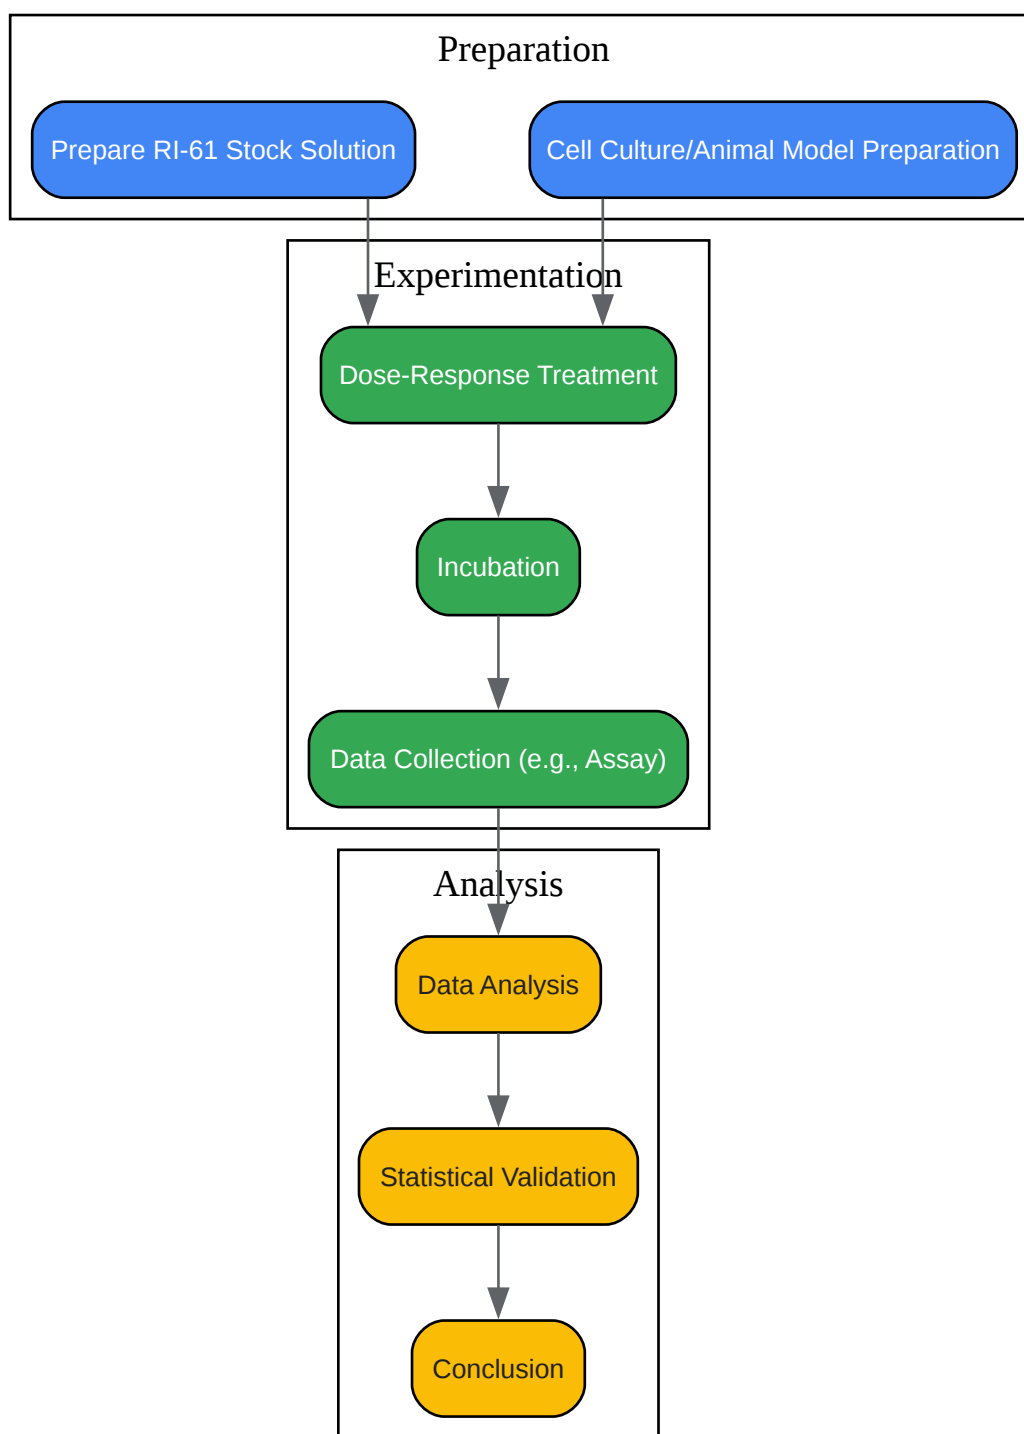 Preparation
Prepare RI-61 Stock Solution
Cell Culture/Animal Model Preparation
Experimentation
Dose-Response Treatment
Incubation
Data Collection (e.g., Assay)
Analysis
Data Analysis
Statistical Validation
Conclusion